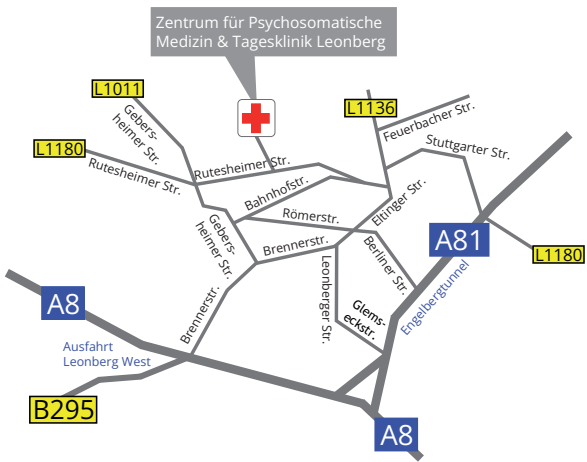 Zentrum für Psychosomatische
Medizin & Tagesklinik Leonberg
L1011
L1136
Gebers-
heimer Str.
Feuerbacher Str.
L1180
Rutesheimer Str.
Rutesheimer Str.
Stuttgarter Str.
Bahnhofstr.
Eltinger Str.
Römerstr.
Gebers-
heimer Str.
Brennerstr.
Berliner Str.
A81
L1180
Leonberger Str.
A8
Glems-
eckstr.
Engelbergtunnel
Brennerstr.
Ausfahrt
Leonberg West
B295
A8